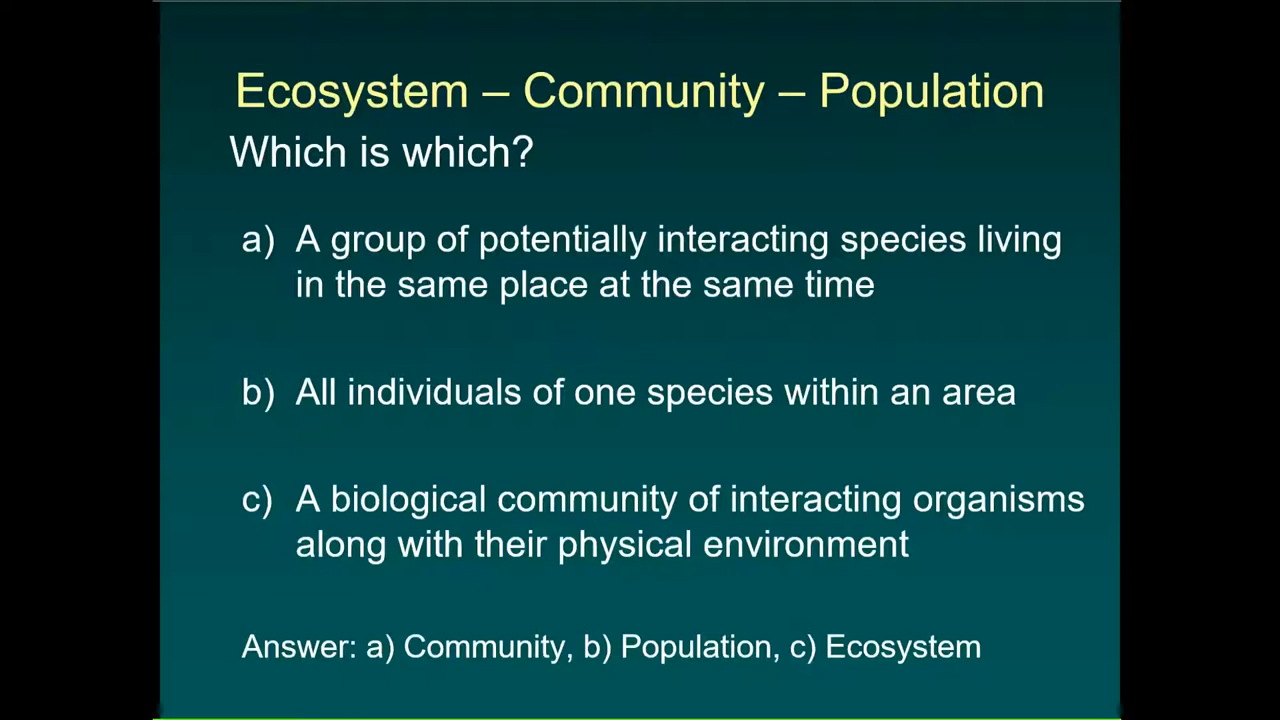 Ecosystem – Community – Population
Which is which?
a) A group of potentially interacting species living
in the same place at the same time
b) All individuals of one species within an area
c) A biological community of interacting organisms
along with their physical environment
Answer: a) Community, b) Population, c) Ecosystem